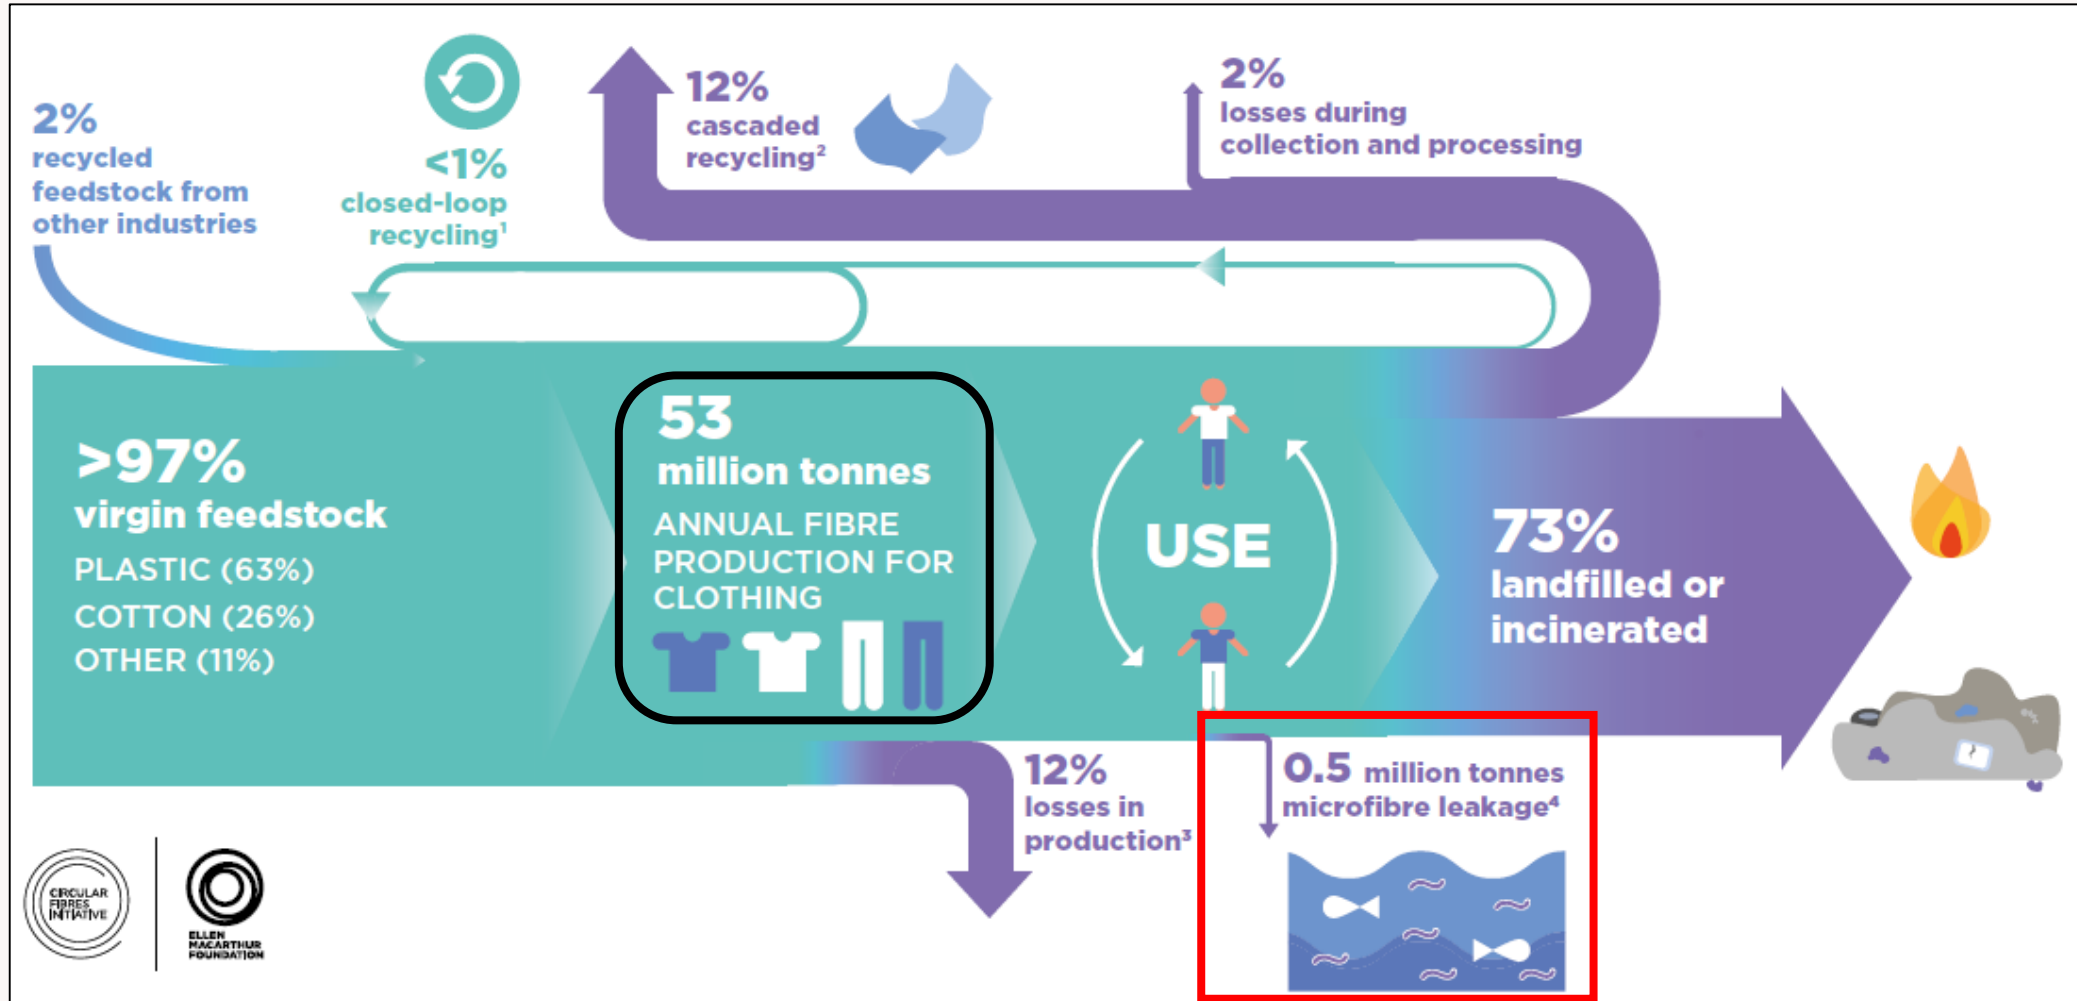 2%
recycled
feedstock from
other industries
<1%
closed-loop
recycling¹
12%
cascaded
recycling²
2%
losses during
collection and processing
>97%
virgin feedstock
PLASTIC (63%)
COTTON (26%)
OTHER (11%)
53
million tonnes
ANNUAL FIBRE
PRODUCTION FOR
CLOTHING
USE
73%
landfilled or
incinerated
12%
losses in
production³
0.5 million tonnes
microfibre leakage⁴
CIRCULAR
FIBRES
INITIATIVE
ELLEN
MACARTHUR
FOUNDATION